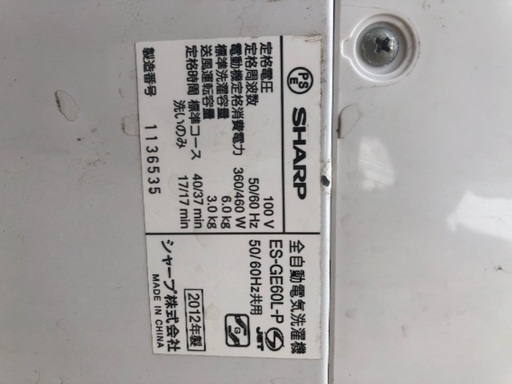 PS
E
SHARP
全自動電気洗濯機
ES-GE60L-P
50/60Hz共用
JET
定格電圧 100 V
定格周波数 50/60 Hz
電動機定格消費電力 360/460 W
標準洗濯容量 6.0 kg
送風運転容量 3.0 kg
定格時間 標準コース 40/37 min
洗いのみ 17/17 min
製造番号 1136535
2012年製
シャープ株式会社
MADE IN CHINA